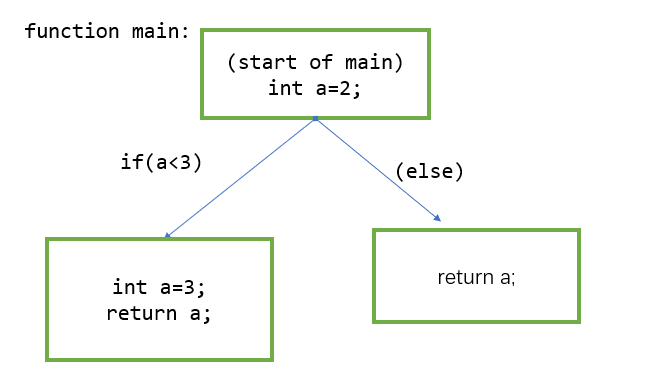 function main:
(start of main)
int a=2;
if(a<3)
(else)
int a=3;
return a;
return a;